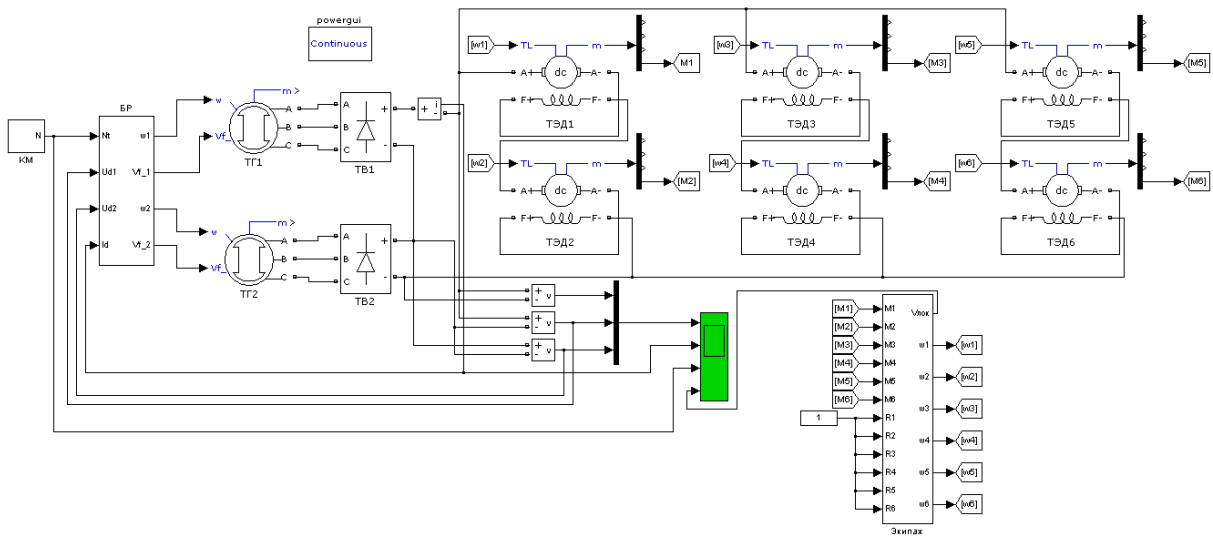 powergui
Continuous
КМ
N
БР
Nt
Ud1
Ud2
Id
w1
Vf_1
w2
Vf_2
w
Vf_
m
A
B
C
ТГ1
A
B
C
+
-
ТВ1
+
i
-
w
Vf_
m
A
B
C
ТГ2
A
B
C
+
-
ТВ2
[w1]
TL
m
A+
dc
A-
F+
F-
ТЭД1
M1
[w3]
TL
m
A+
dc
A-
F+
F-
ТЭД3
[M3]
[w5]
TL
m
A+
dc
A-
F+
F-
ТЭД5
[M5]
[w2]
TL
m
A+
dc
A-
F+
F-
ТЭД2
[M2]
[w4]
TL
m
A+
dc
A-
F+
F-
ТЭД4
[M4]
[w6]
TL
m
A+
dc
A-
F+
F-
ТЭД6
[M6]
+
-
v
+
-
v
+
-
v
[M1]
[M2]
[M3]
[M4]
[M5]
[M6]
1
M1
M2
M3
M4
M5
M6
R1
R2
R3
R4
R5
R6
Vлок
w1
w2
w3
w4
w5
w6
[w1]
[w2]
[w3]
[w4]
[w5]
[w6]
Экипаж